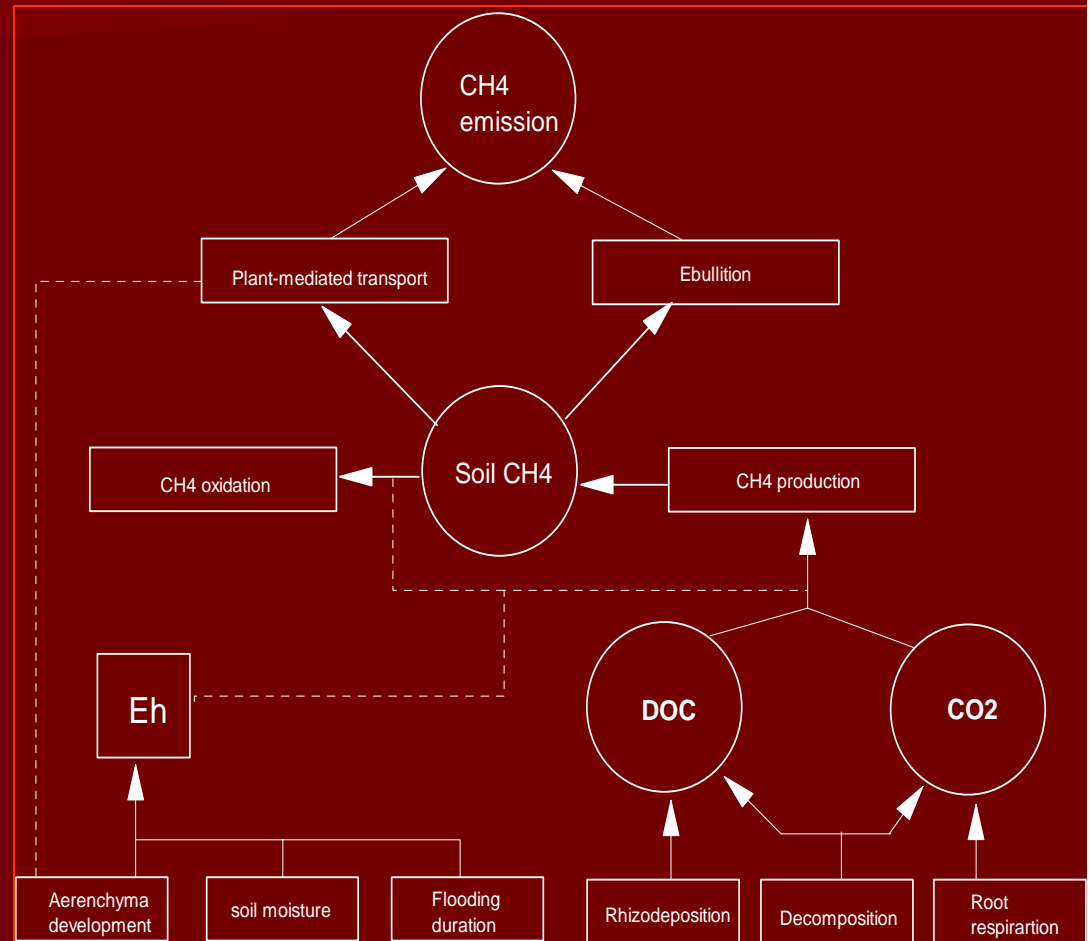 CH4
emission
Plant-mediated transport
Ebullition
CH4 oxidation
Soil CH4
CH4 production
Eh
DOC
CO2
Aerenchyma
development
soil moisture
Flooding
duration
Rhizodeposition
Decomposition
Root
respirartion